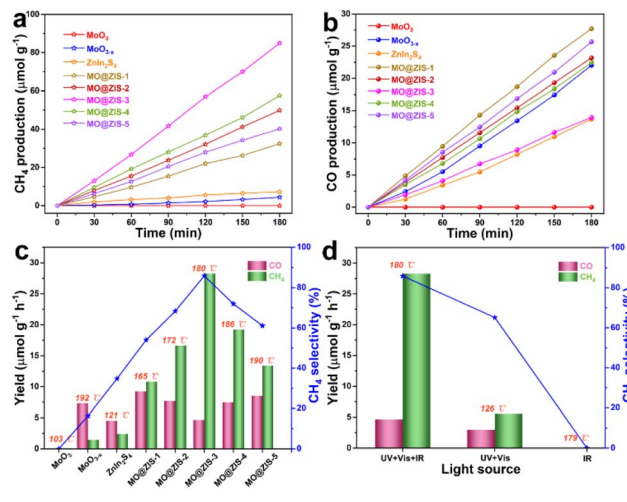 a
CH₄ production (μmol g⁻¹)
100
80
60
40
20
0
MoO₃
MoO₃₋ₓ
ZnIn₂S₄
MO@ZIS-1
MO@ZIS-2
MO@ZIS-3
MO@ZIS-4
MO@ZIS-5
0 30 60 90 120 150 180
Time (min)
b
CO production (μmol g⁻¹)
30
25
20
15
10
5
0
MoO₃
MoO₃₋ₓ
ZnIn₂S₄
MO@ZIS-1
MO@ZIS-2
MO@ZIS-3
MO@ZIS-4
MO@ZIS-5
0 30 60 90 120 150 180
Time (min)
c
Yield (μmol g⁻¹ h⁻¹)
30
25
20
15
10
5
0
CO
CH₄
103 ℃
192 ℃
121 ℃
165 ℃
172 ℃
180 ℃
186 ℃
190 ℃
100
80
60
40
20
0
CH₄ selectivity (%)
MoO₃
MoO₃₋ₓ
ZnIn₂S₄
MO@ZIS-1
MO@ZIS-2
MO@ZIS-3
MO@ZIS-4
MO@ZIS-5
d
Yield (μmol g⁻¹ h⁻¹)
30
25
20
15
10
5
0
CO
CH₄
180 ℃
126 ℃
179 ℃
100
80
60
40
20
0
CH₄ selectivity (%)
UV+Vis+IR UV+Vis IR
Light source